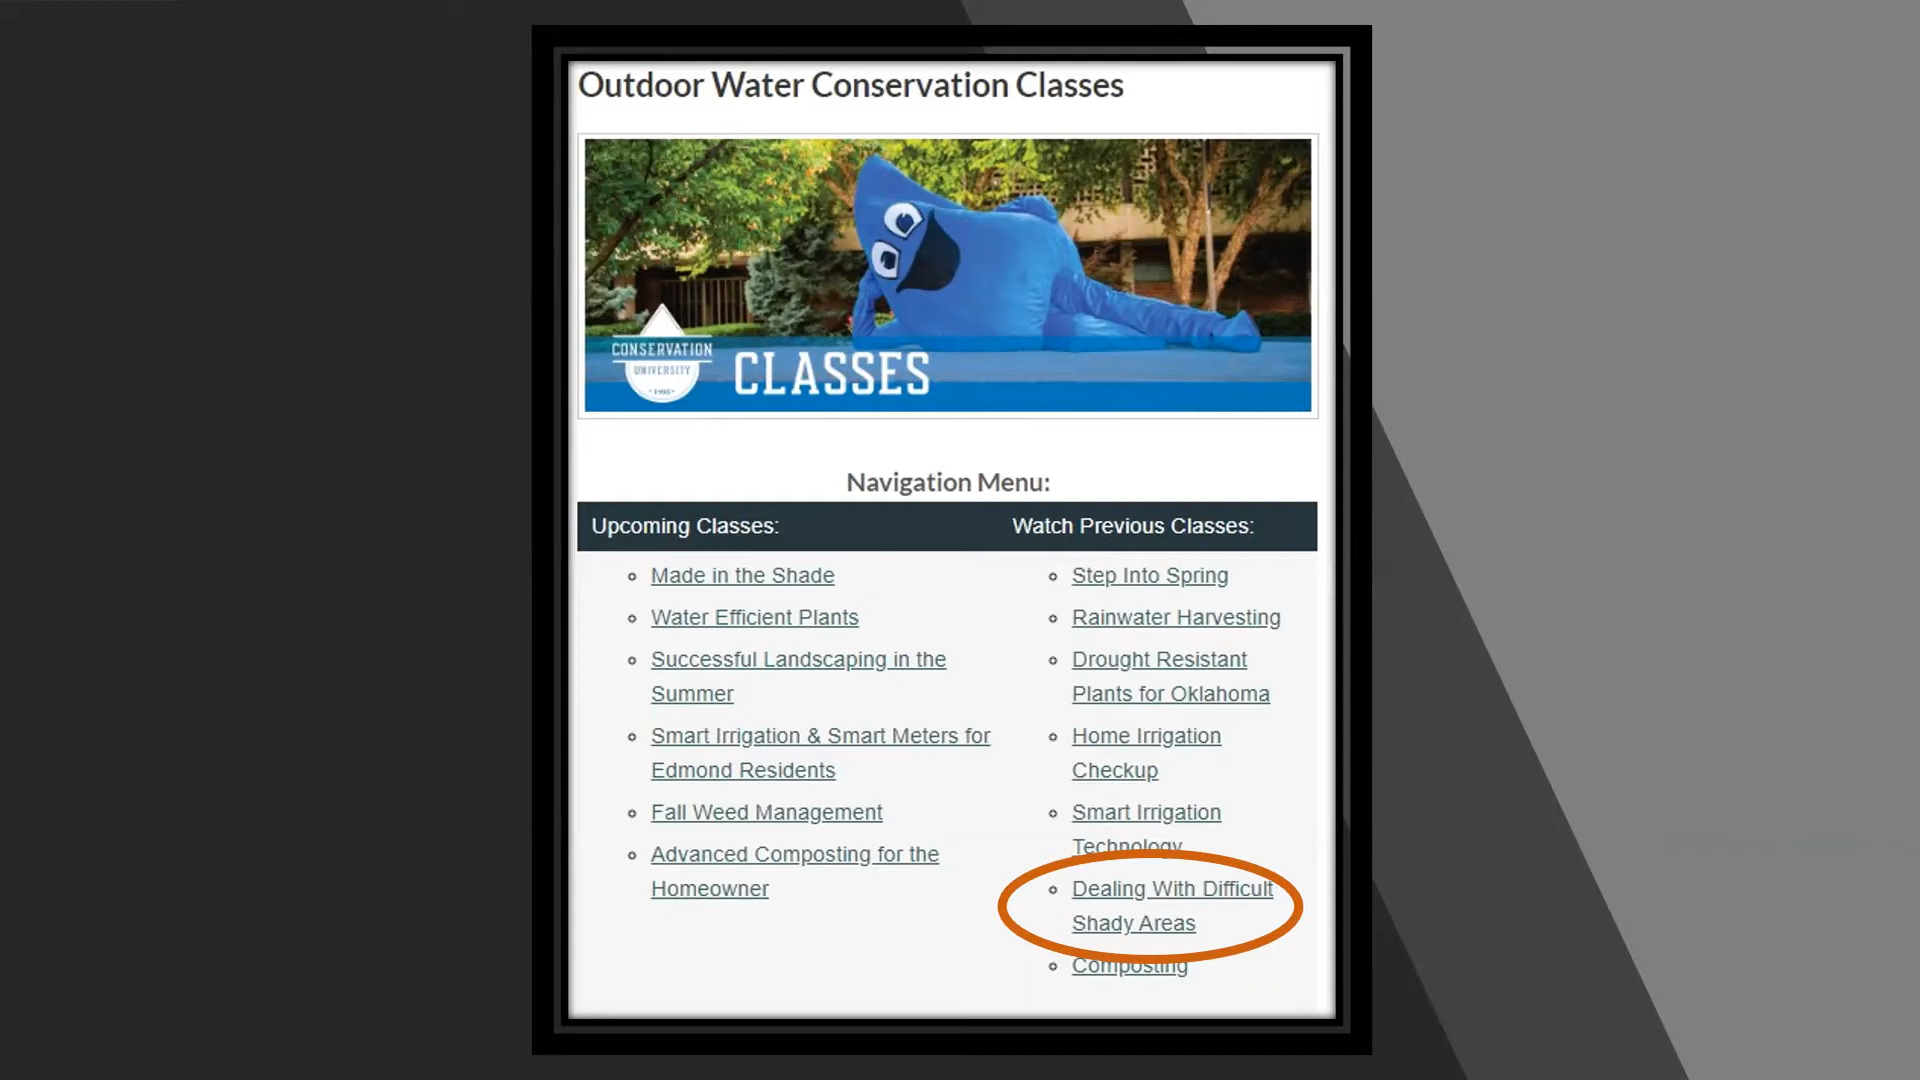 Outdoor Water Conservation Classes
CONSERVATION
UNIVERSITY
CLASSES
Navigation Menu:
Upcoming Classes:
Made in the Shade
Water Efficient Plants
Successful Landscaping in the
Summer
Smart Irrigation & Smart Meters for
Edmond Residents
Fall Weed Management
Advanced Composting for the
Homeowner
Watch Previous Classes:
Step Into Spring
Rainwater Harvesting
Drought Resistant
Plants for Oklahoma
Home Irrigation
Checkup
Smart Irrigation
Technology
Dealing With Difficult
Shady Areas
Composting